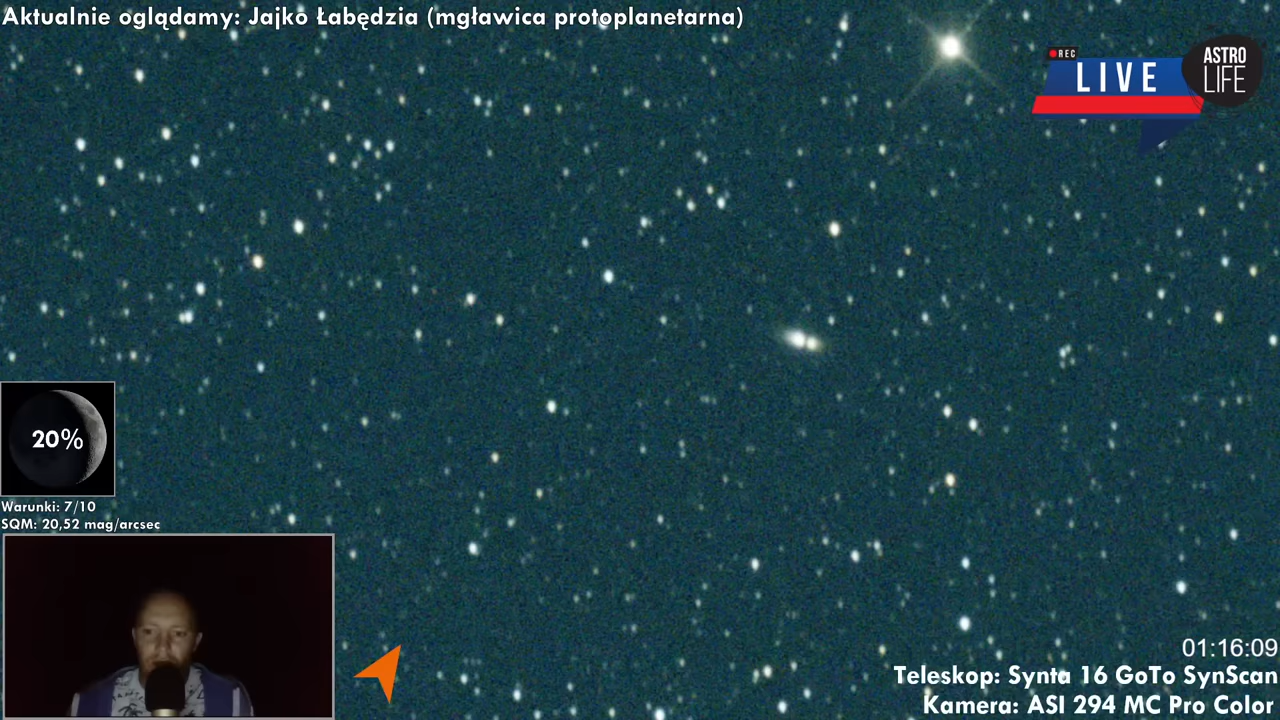 Aktualnie oglądamy: Jajko Łabędzia (mgławica protoplanetarna)
REC
LIVE
ASTRO
LIFE
20%
Warunki: 7/10
SQM: 20,52 mag/arcsec
01:16:09
Teleskop: Synta 16 GoTo SynScan
Kamera: ASI 294 MC Pro Color